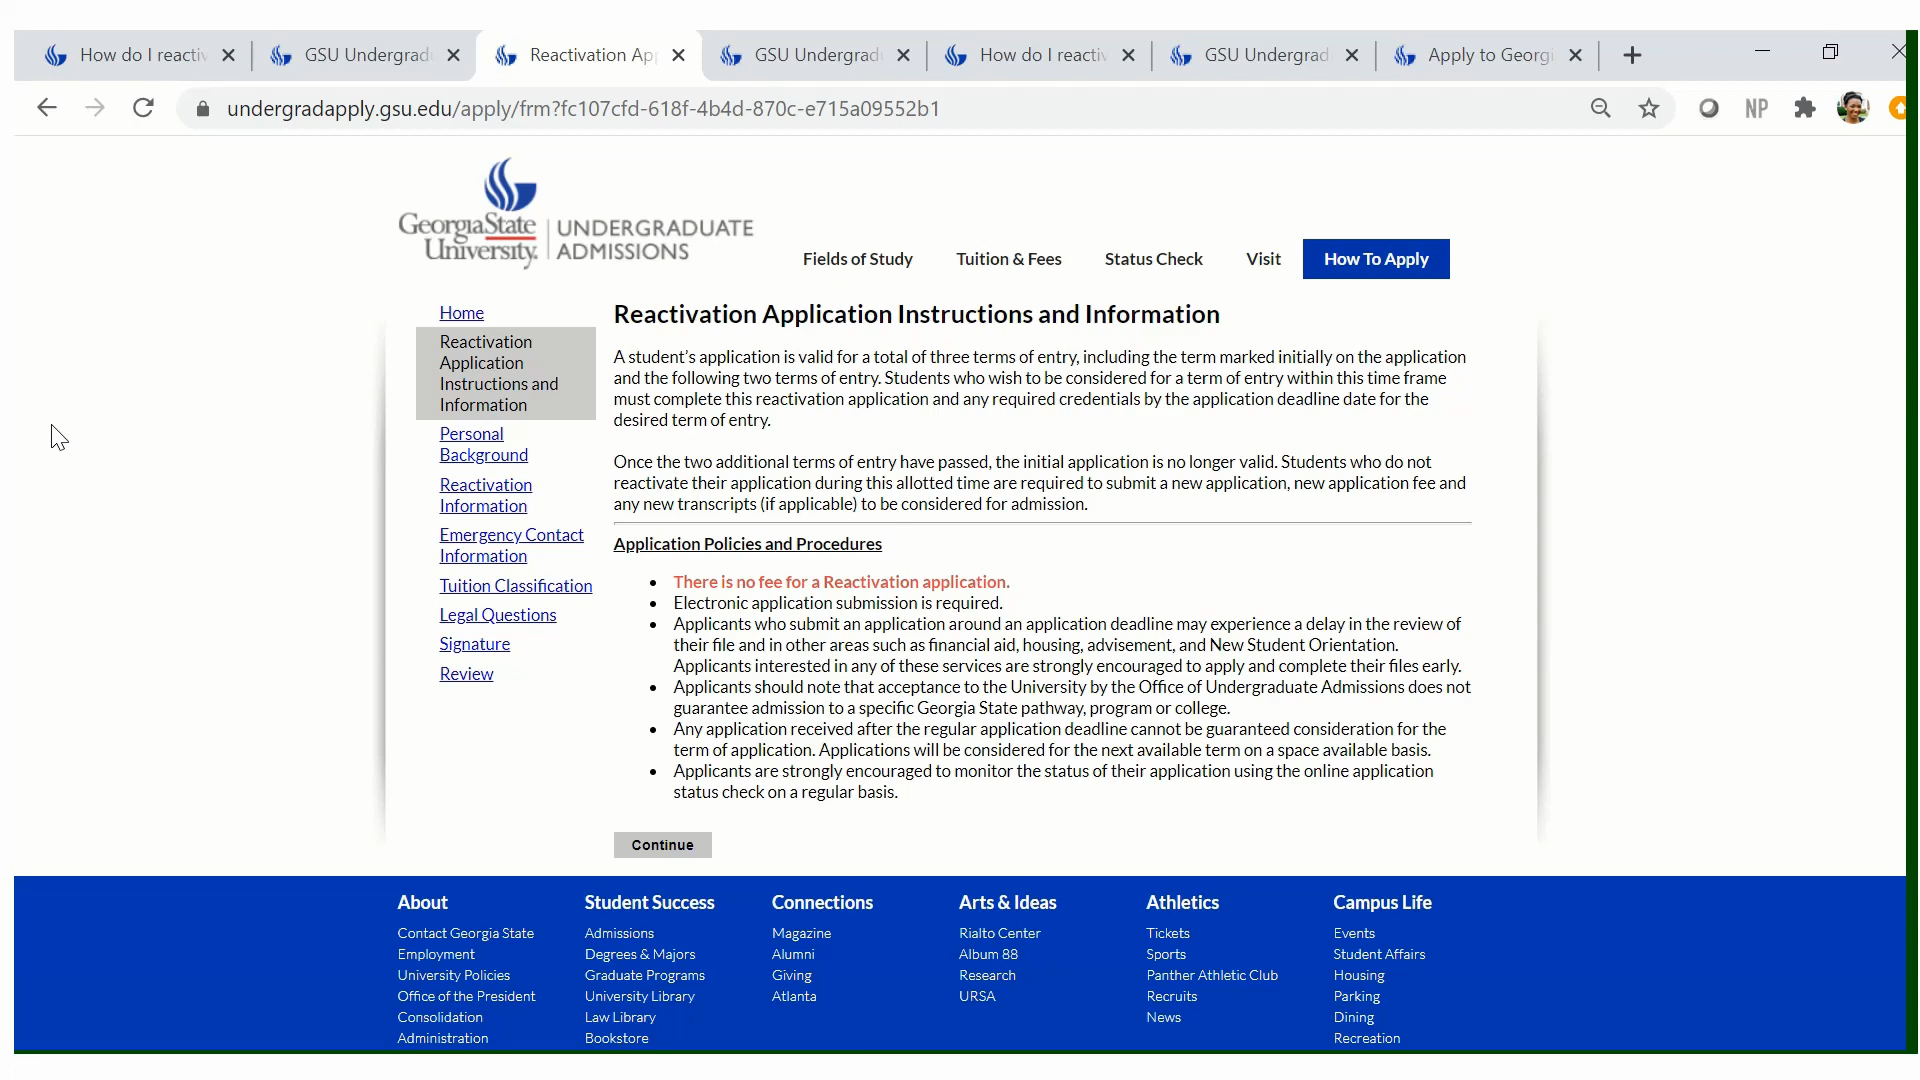 How do I reactiv
GSU Undergrad
Reactivation Ap
GSU Undergrad
How do I reactiv
GSU Undergrad
Apply to Georgi
undergradapply.gsu.edu/apply/frm?fc107cfd-618f-4b4d-870c-e715a09552b1
NP
GeorgiaState University.
UNDERGRADUATE ADMISSIONS
Fields of Study
Tuition & Fees
Status Check
Visit
How To Apply
Home
Reactivation
Application
Instructions and
Information
Personal
Background
Reactivation
Information
Emergency Contact
Information
Tuition Classification
Legal Questions
Signature
Review
Reactivation Application Instructions and Information
A student's application is valid for a total of three terms of entry, including the term marked initially on the application
and the following two terms of entry. Students who wish to be considered for a term of entry within this time frame
must complete this reactivation application and any required credentials by the application deadline date for the
desired term of entry.
Once the two additional terms of entry have passed, the initial application is no longer valid. Students who do not
reactivate their application during this allotted time are required to submit a new application, new application fee and
any new transcripts (if applicable) to be considered for admission.
Application Policies and Procedures
• There is no fee for a Reactivation application.
• Electronic application submission is required.
• Applicants who submit an application around an application deadline may experience a delay in the review of
their file and in other areas such as financial aid, housing, advisement, and New Student Orientation.
Applicants interested in any of these services are strongly encouraged to apply and complete their files early.
• Applicants should note that acceptance to the University by the Office of Undergraduate Admissions does not
guarantee admission to a specific Georgia State pathway, program or college.
• Any application received after the regular application deadline cannot be guaranteed consideration for the
term of application. Applications will be considered for the next available term on a space available basis.
• Applicants are strongly encouraged to monitor the status of their application using the online application
status check on a regular basis.
Continue
About
Contact Georgia State
Employment
University Policies
Office of the President
Consolidation
Administration
Student Success
Admissions
Degrees & Majors
Graduate Programs
University Library
Law Library
Bookstore
Connections
Magazine
Alumni
Giving
Atlanta
Arts & Ideas
Rialto Center
Album 88
Research
URSA
Athletics
Tickets
Sports
Panther Athletic Club
Recruits
News
Campus Life
Events
Student Affairs
Housing
Parking
Dining
Recreation